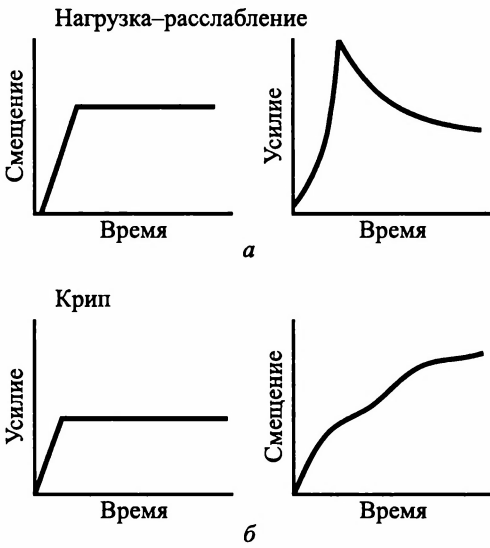 Нагрузка–расслабление
Смещение
Время
Усилие
Время
а
Крип
Усилие
Время
Смещение
Время
б